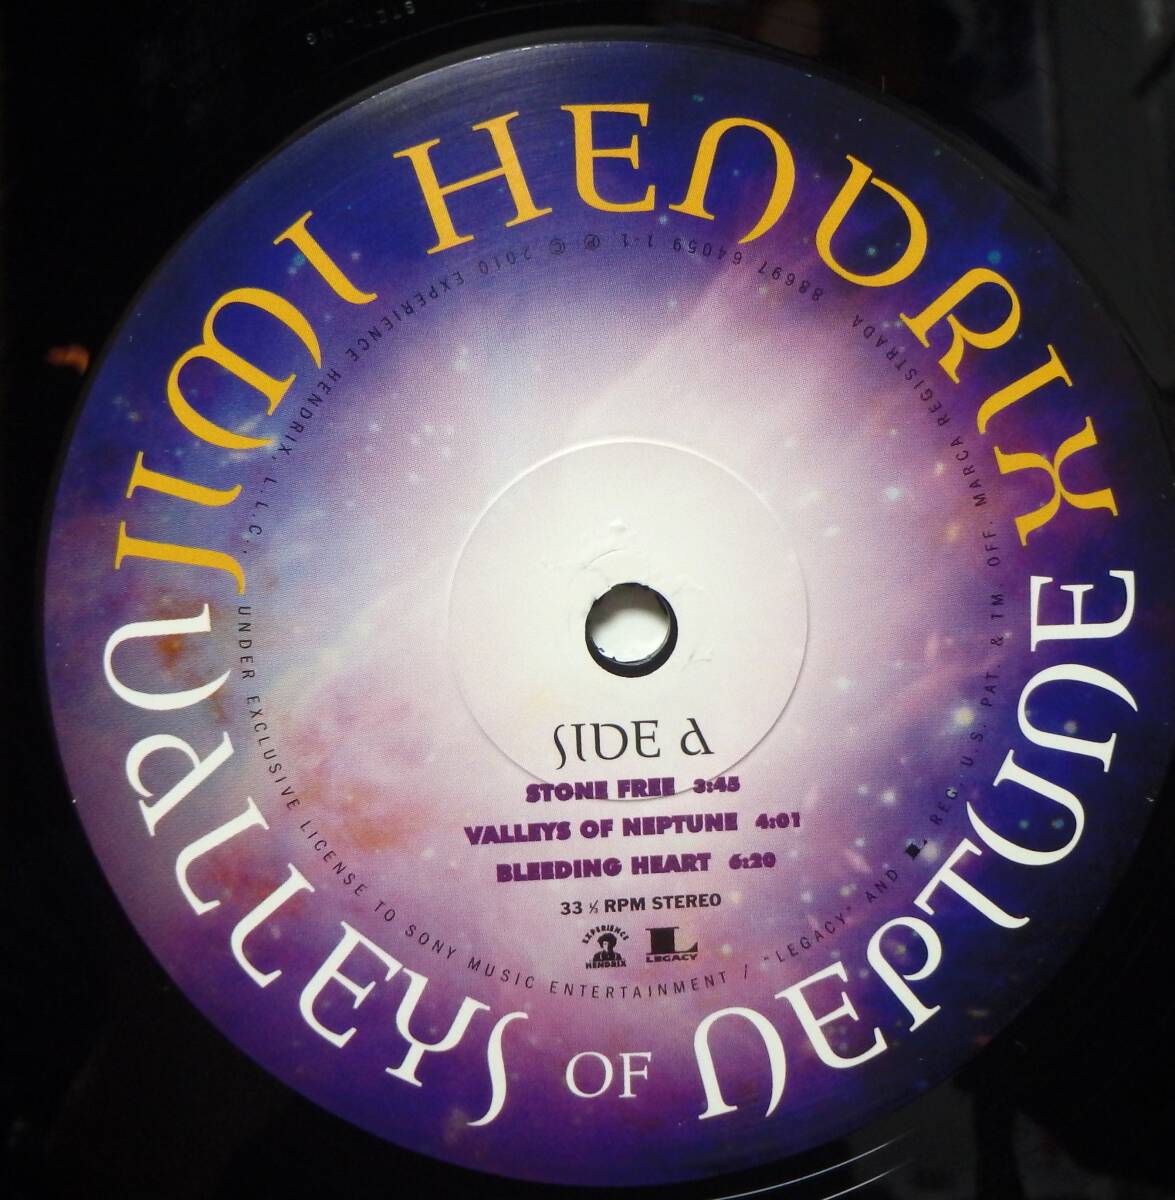 JIMI HENDRIX
VALLEYS OF NEPTUNE
88697 64059 1-1 ℗ © 2010 EXPERIENCE HENDRIX, L.L.C., UNDER EXCLUSIVE LICENSE TO SONY MUSIC ENTERTAINMENT / "LEGACY" AND L REG. U.S. PAT. & TM. OFF. MARCA REGISTRADA
SIDE A
STONE FREE 3:45
VALLEYS OF NEPTUNE 4:01
BLEEDING HEART 6:20
33 ⅓ RPM STEREO
EXPERIENCE
HENDRIX
L
LEGACY